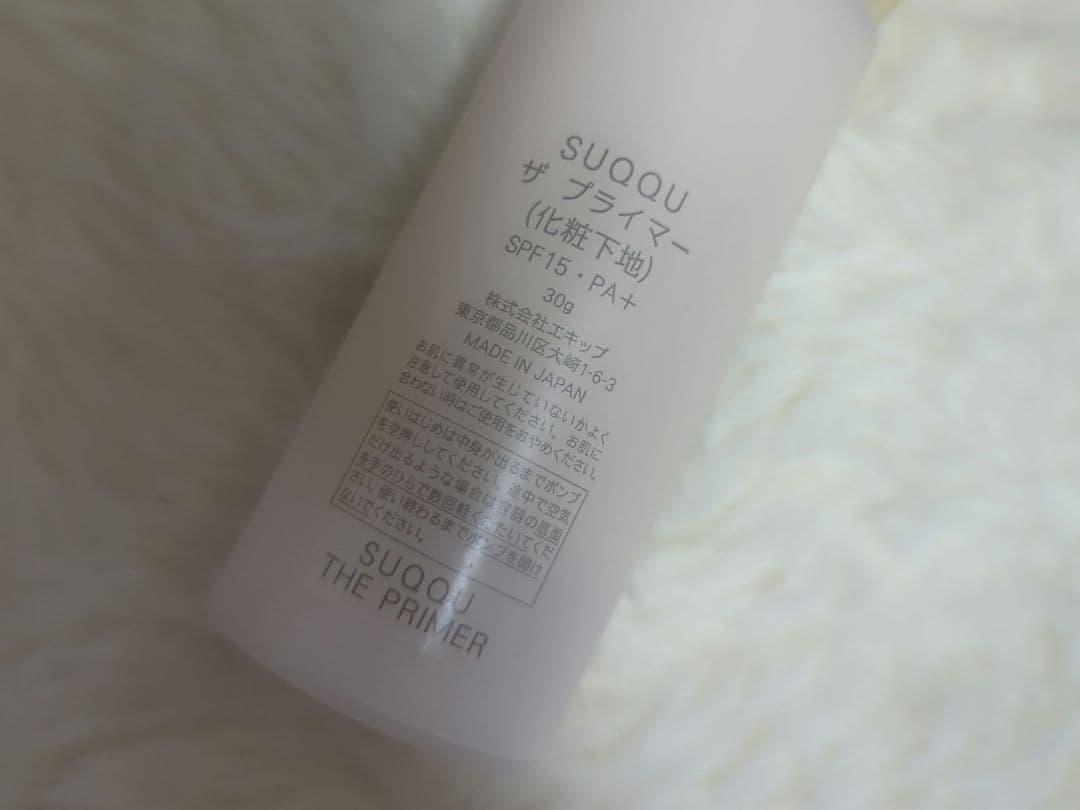 SUQQU
ザ プライマー
(化粧下地)
SPF15・PA+
30g
株式会社エキップ
東京都品川区大崎1-6-3
MADE IN JAPAN
お肌に異常が生じていないかよく
注意して使用してください。お肌に
合わない時はご使用をおやめください。
使いはじめは中身が出るまでポンプ
を空押ししてください。途中で空気
だけ出るような場合は容器の底面
を手のひらで数回軽くたたいてくだ
さい。使い終わるまでポンプを開け
ないでください。
SUQQU
THE PRIMER